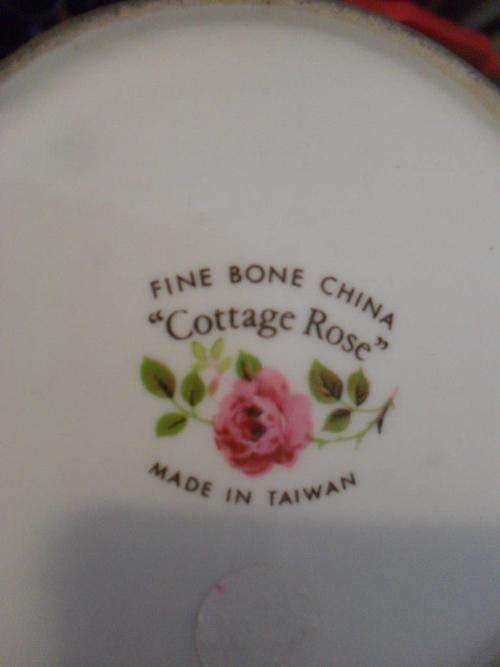 FINE BONE CHINA
"Cottage Rose"
MADE IN TAIWAN